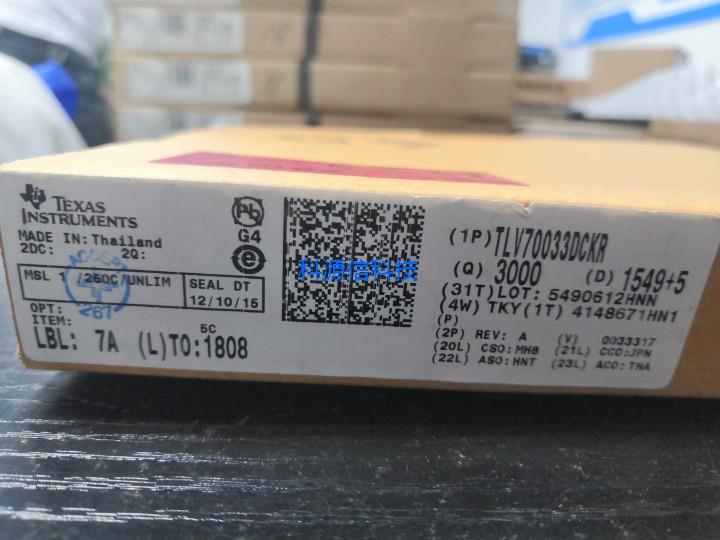 TEXAS
INSTRUMENTS
MADE IN: Thailand
2DC: 2Q:
MSL 1 /260C/UNLIM
SEAL DT
12/10/15
OPT:
ITEM:
5C
LBL: 7A (L)TO:1808
Pb
G4
e
科源信科技
(1P) TLV70033DCKR
(Q) 3000 (D) 1549+5
(31T)LOT: 5490612HNN
(4W) TKY(1T) 4148671HN1
(P)
(2P) REV: A (V) 0033317
(20L) CSO:MH8 (21L) CCO:JPN
(22L) ASO:HNT (23L) ACO:THA